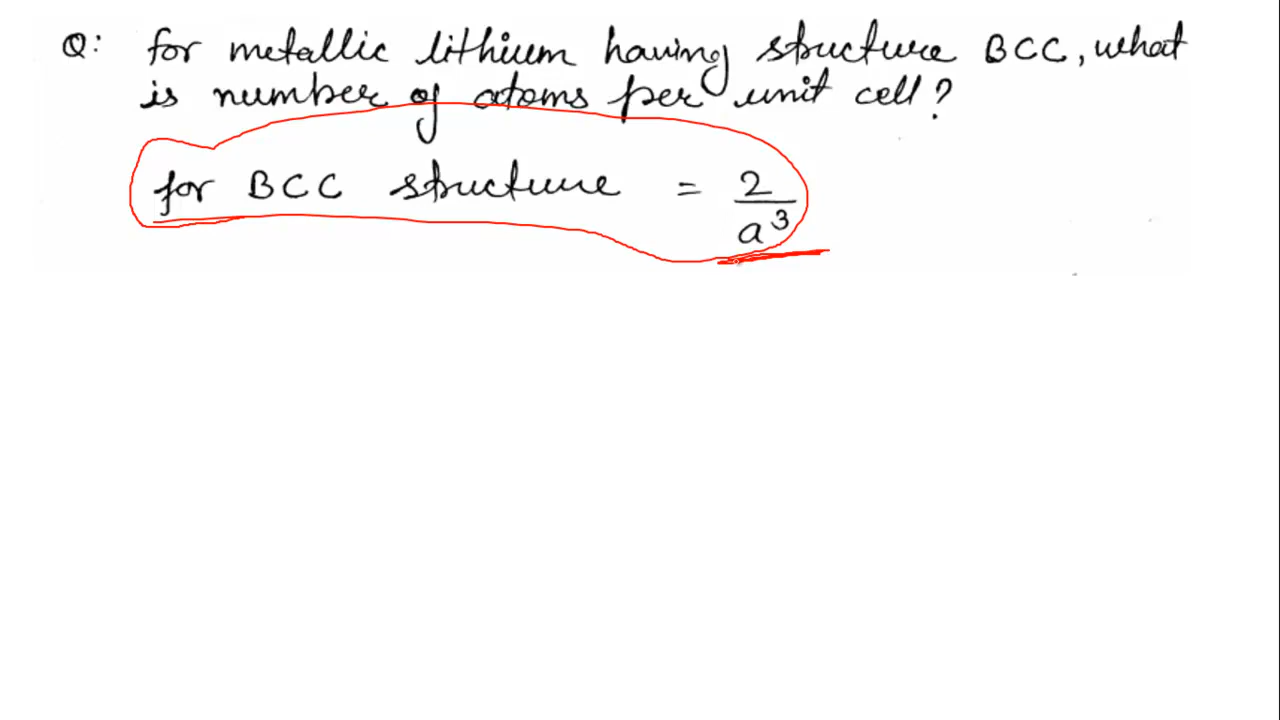 Q: for metallic lithium having structure BCC, what
is number of atoms per unit cell?
for BCC structure = 2/a³